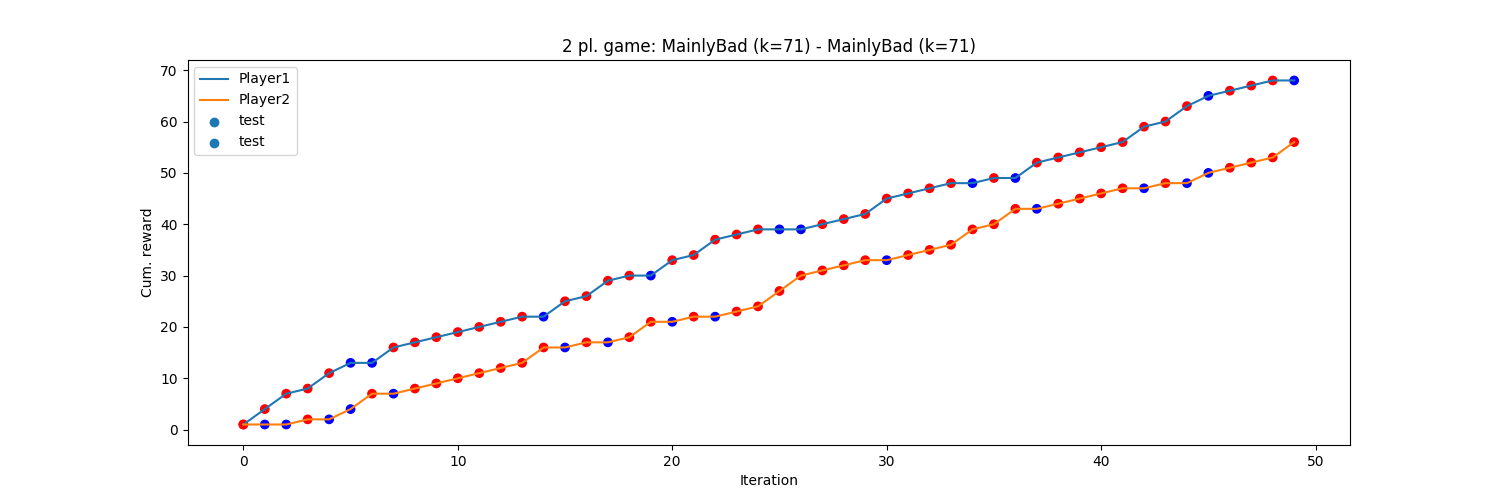 2 pl. game: MainlyBad (k=71) - MainlyBad (k=71)
Player1
Player2
test
test
70
60
50
40
30
20
10
0
Cum. reward
0 10 20 30 40 50
Iteration